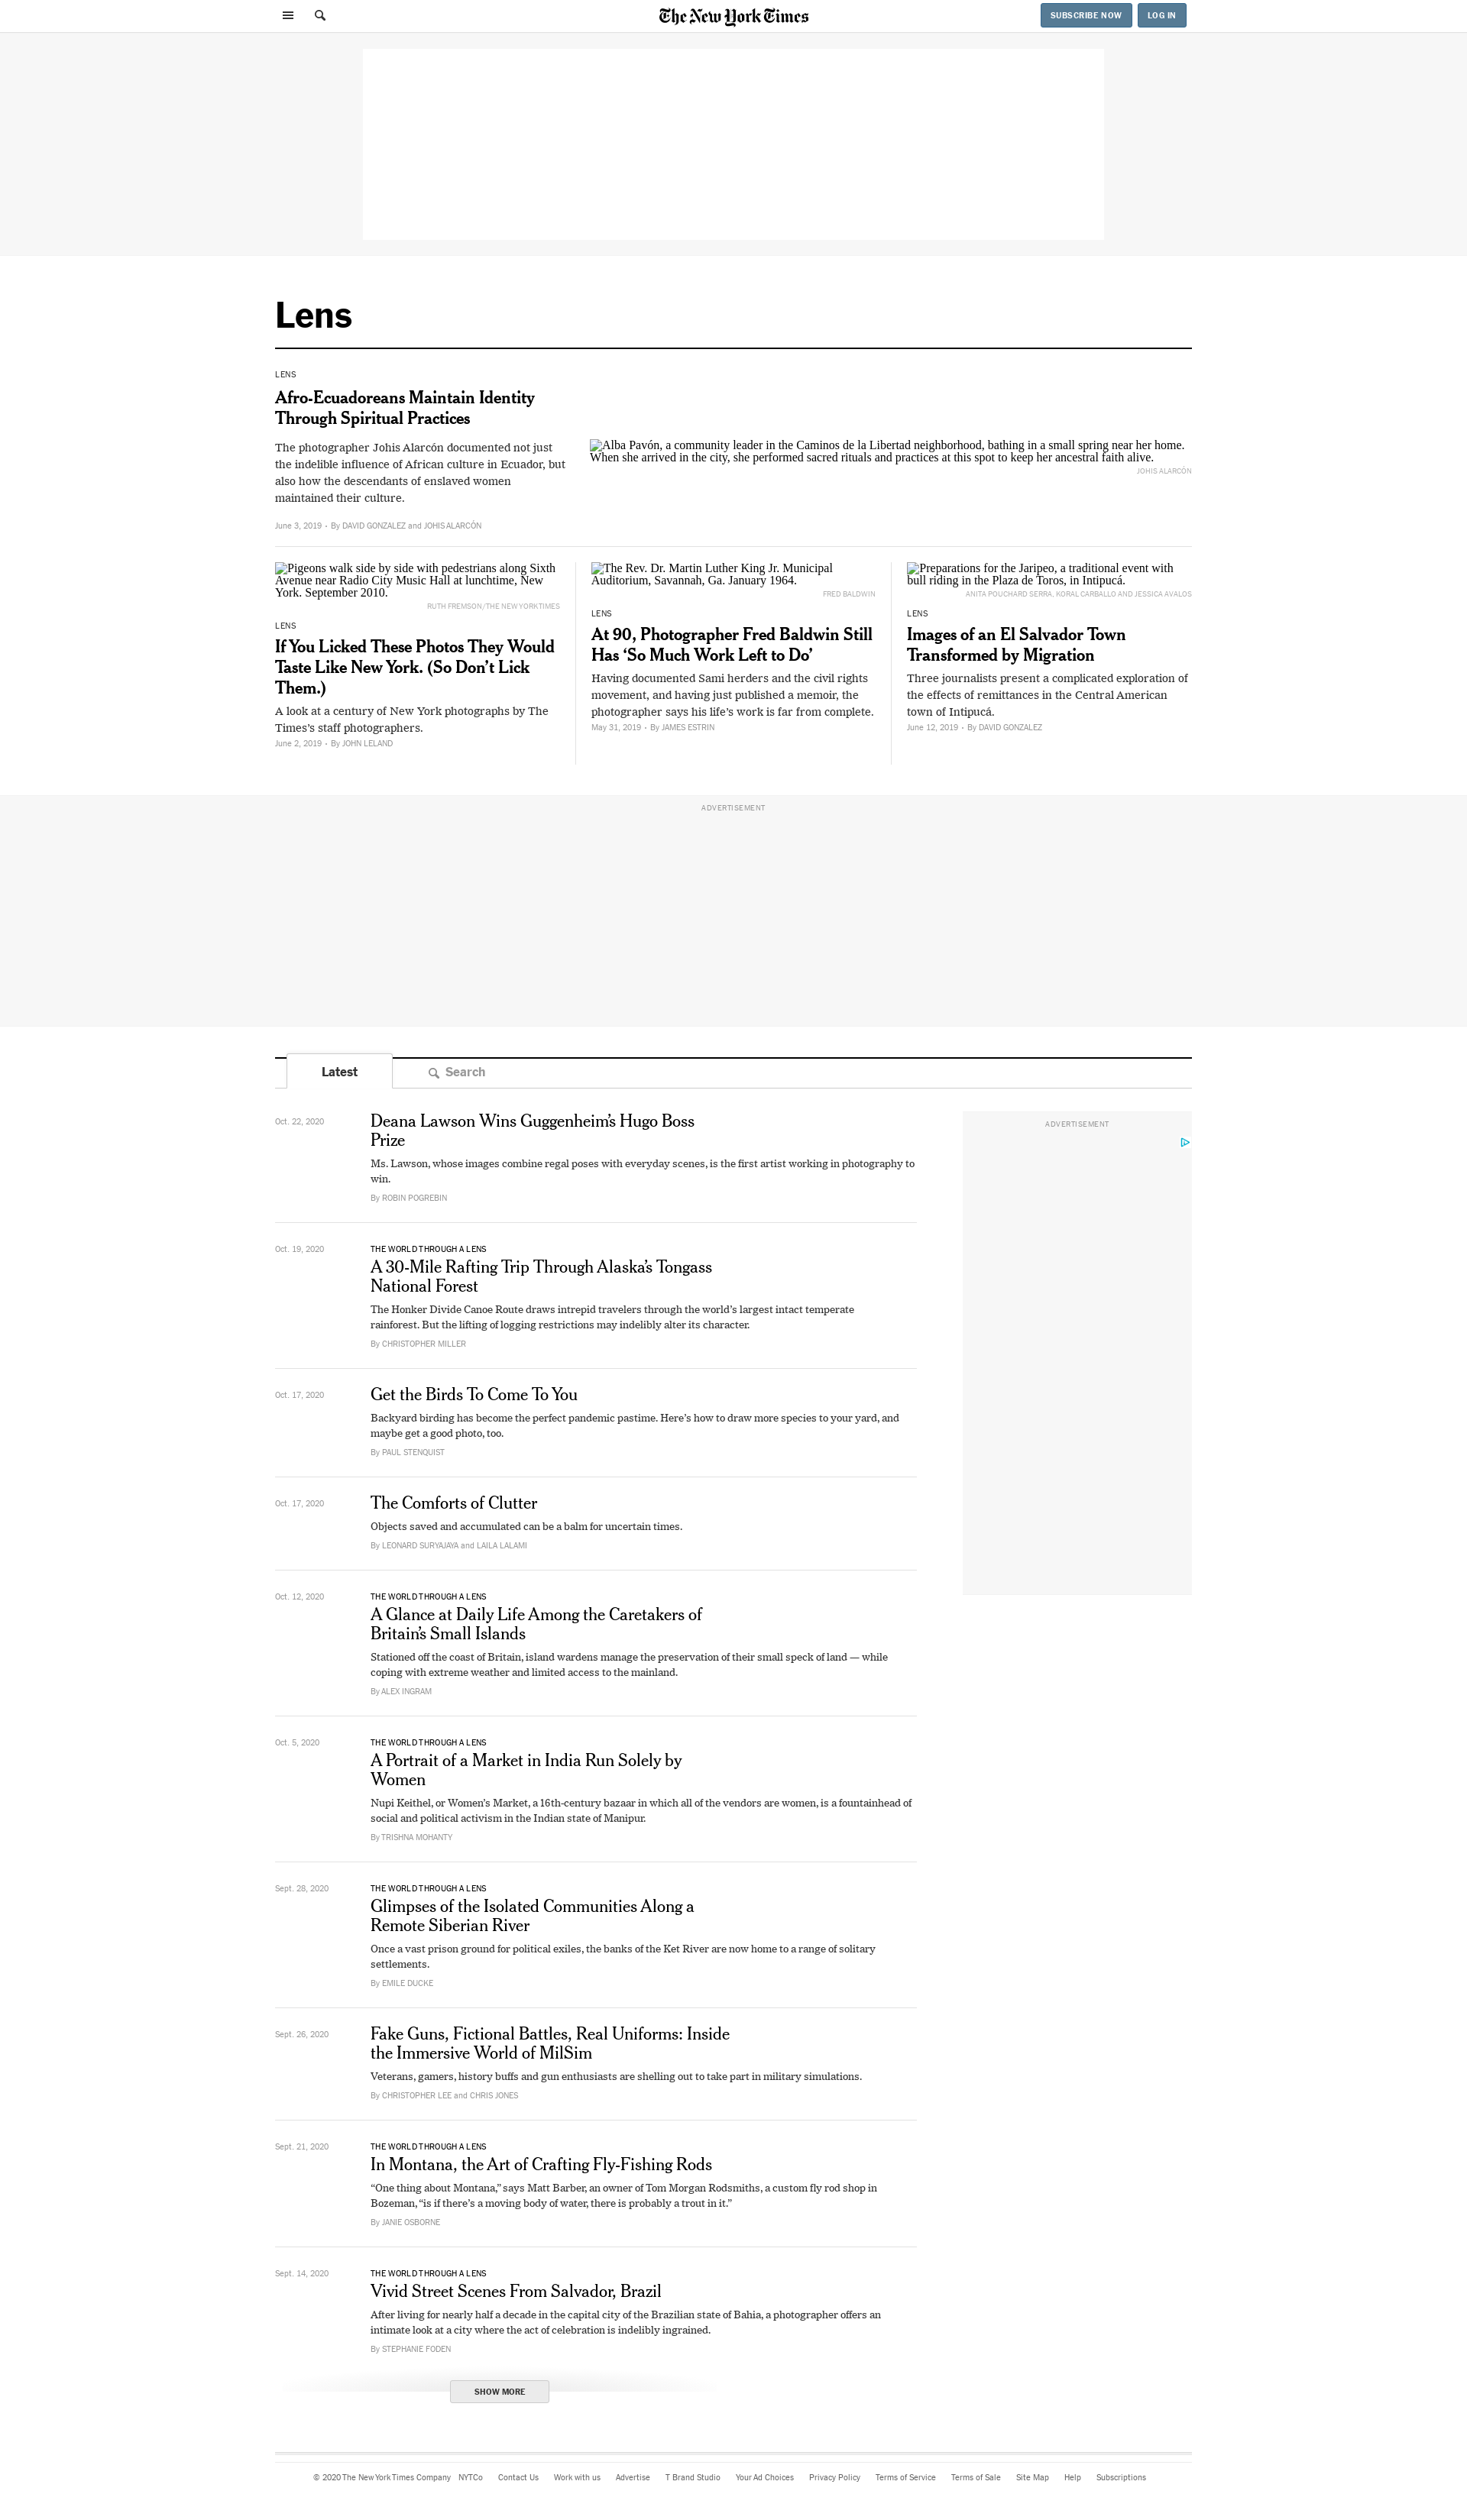 The New York Times
SUBSCRIBE NOW
LOG IN
Lens
LENS
Afro-Ecuadoreans Maintain Identity
Through Spiritual Practices
The photographer Johis Alarcón documented not just
the indelible influence of African culture in Ecuador, but
also how the descendants of enslaved women
maintained their culture.
June 3, 2019 • By DAVID GONZALEZ and JOHIS ALARCÓN
Alba Pavón, a community leader in the Caminos de la Libertad neighborhood, bathing in a small spring near her home.
When she arrived in the city, she performed sacred rituals and practices at this spot to keep her ancestral faith alive.
JOHIS ALARCÓN
Pigeons walk side by side with pedestrians along Sixth
Avenue near Radio City Music Hall at lunchtime, New
York. September 2010.
RUTH FREMSON/THE NEW YORK TIMES
LENS
If You Licked These Photos They Would
Taste Like New York. (So Don’t Lick
Them.)
A look at a century of New York photographs by The
Times’s staff photographers.
June 2, 2019 • By JOHN LELAND
The Rev. Dr. Martin Luther King Jr. Municipal
Auditorium, Savannah, Ga. January 1964.
FRED BALDWIN
LENS
At 90, Photographer Fred Baldwin Still
Has ‘So Much Work Left to Do’
Having documented Sami herders and the civil rights
movement, and having just published a memoir, the
photographer says his life’s work is far from complete.
May 31, 2019 • By JAMES ESTRIN
Preparations for the Jaripeo, a traditional event with
bull riding in the Plaza de Toros, in Intipucá.
ANITA POUCHARD SERRA, KORAL CARBALLO AND JESSICA AVALOS
LENS
Images of an El Salvador Town
Transformed by Migration
Three journalists present a complicated exploration of
the effects of remittances in the Central American
town of Intipucá.
June 12, 2019 • By DAVID GONZALEZ
ADVERTISEMENT
Latest
Search
Oct. 22, 2020
Deana Lawson Wins Guggenheim’s Hugo Boss
Prize
Ms. Lawson, whose images combine regal poses with everyday scenes, is the first artist working in photography to
win.
By ROBIN POGREBIN
ADVERTISEMENT
Oct. 19, 2020
THE WORLD THROUGH A LENS
A 30-Mile Rafting Trip Through Alaska’s Tongass
National Forest
The Honker Divide Canoe Route draws intrepid travelers through the world’s largest intact temperate
rainforest. But the lifting of logging restrictions may indelibly alter its character.
By CHRISTOPHER MILLER
Oct. 17, 2020
Get the Birds To Come To You
Backyard birding has become the perfect pandemic pastime. Here’s how to draw more species to your yard, and
maybe get a good photo, too.
By PAUL STENQUIST
Oct. 17, 2020
The Comforts of Clutter
Objects saved and accumulated can be a balm for uncertain times.
By LEONARD SURYAJAYA and LAILA LALAMI
Oct. 12, 2020
THE WORLD THROUGH A LENS
A Glance at Daily Life Among the Caretakers of
Britain’s Small Islands
Stationed off the coast of Britain, island wardens manage the preservation of their small speck of land — while
coping with extreme weather and limited access to the mainland.
By ALEX INGRAM
Oct. 5, 2020
THE WORLD THROUGH A LENS
A Portrait of a Market in India Run Solely by
Women
Nupi Keithel, or Women’s Market, a 16th-century bazaar in which all of the vendors are women, is a fountainhead of
social and political activism in the Indian state of Manipur.
By TRISHNA MOHANTY
Sept. 28, 2020
THE WORLD THROUGH A LENS
Glimpses of the Isolated Communities Along a
Remote Siberian River
Once a vast prison ground for political exiles, the banks of the Ket River are now home to a range of solitary
settlements.
By EMILE DUCKE
Sept. 26, 2020
Fake Guns, Fictional Battles, Real Uniforms: Inside
the Immersive World of MilSim
Veterans, gamers, history buffs and gun enthusiasts are shelling out to take part in military simulations.
By CHRISTOPHER LEE and CHRIS JONES
Sept. 21, 2020
THE WORLD THROUGH A LENS
In Montana, the Art of Crafting Fly-Fishing Rods
“One thing about Montana,” says Matt Barber, an owner of Tom Morgan Rodsmiths, a custom fly rod shop in
Bozeman, “is if there’s a moving body of water, there is probably a trout in it.”
By JANIE OSBORNE
Sept. 14, 2020
THE WORLD THROUGH A LENS
Vivid Street Scenes From Salvador, Brazil
After living for nearly half a decade in the capital city of the Brazilian state of Bahia, a photographer offers an
intimate look at a city where the act of celebration is indelibly ingrained.
By STEPHANIE FODEN
SHOW MORE
© 2020 The New York Times Company NYTCo Contact Us Work with us Advertise T Brand Studio Your Ad Choices Privacy Policy Terms of Service Terms of Sale Site Map Help Subscriptions